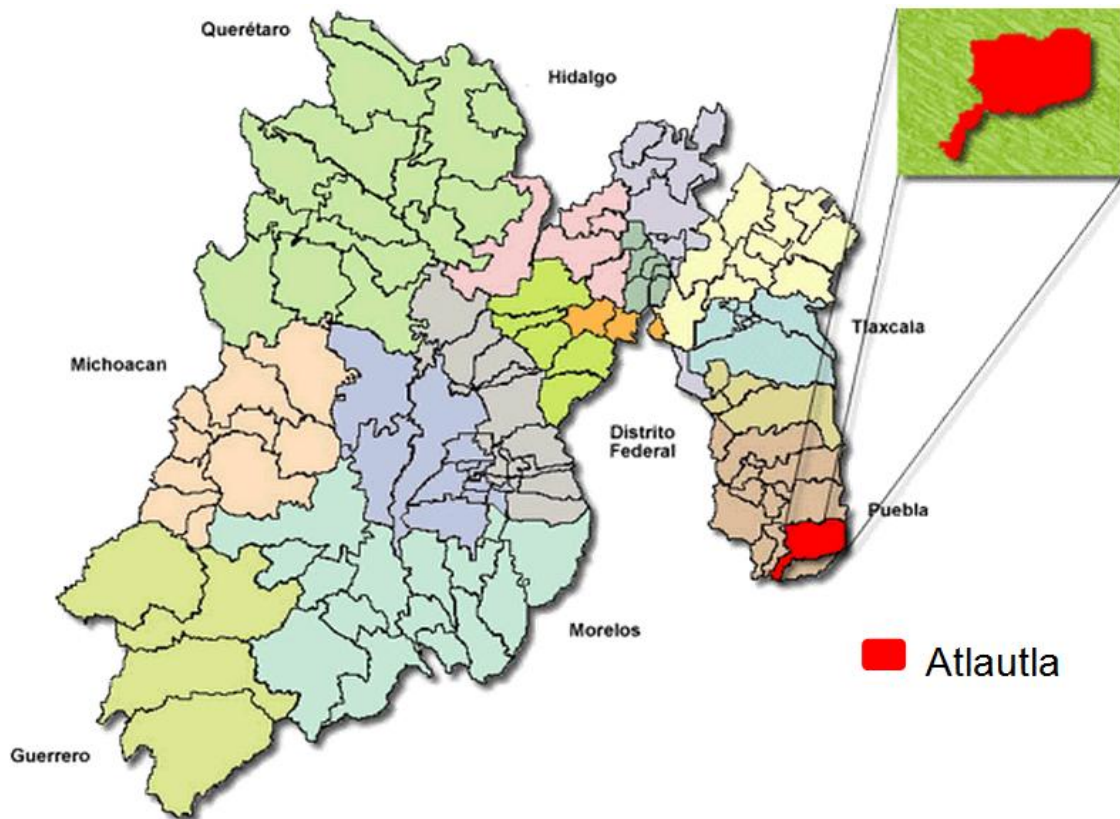 Querétaro
Hidalgo
Tlaxcala
Michoacan
Distrito
Federal
Puebla
Morelos
Atlautla
Guerrero